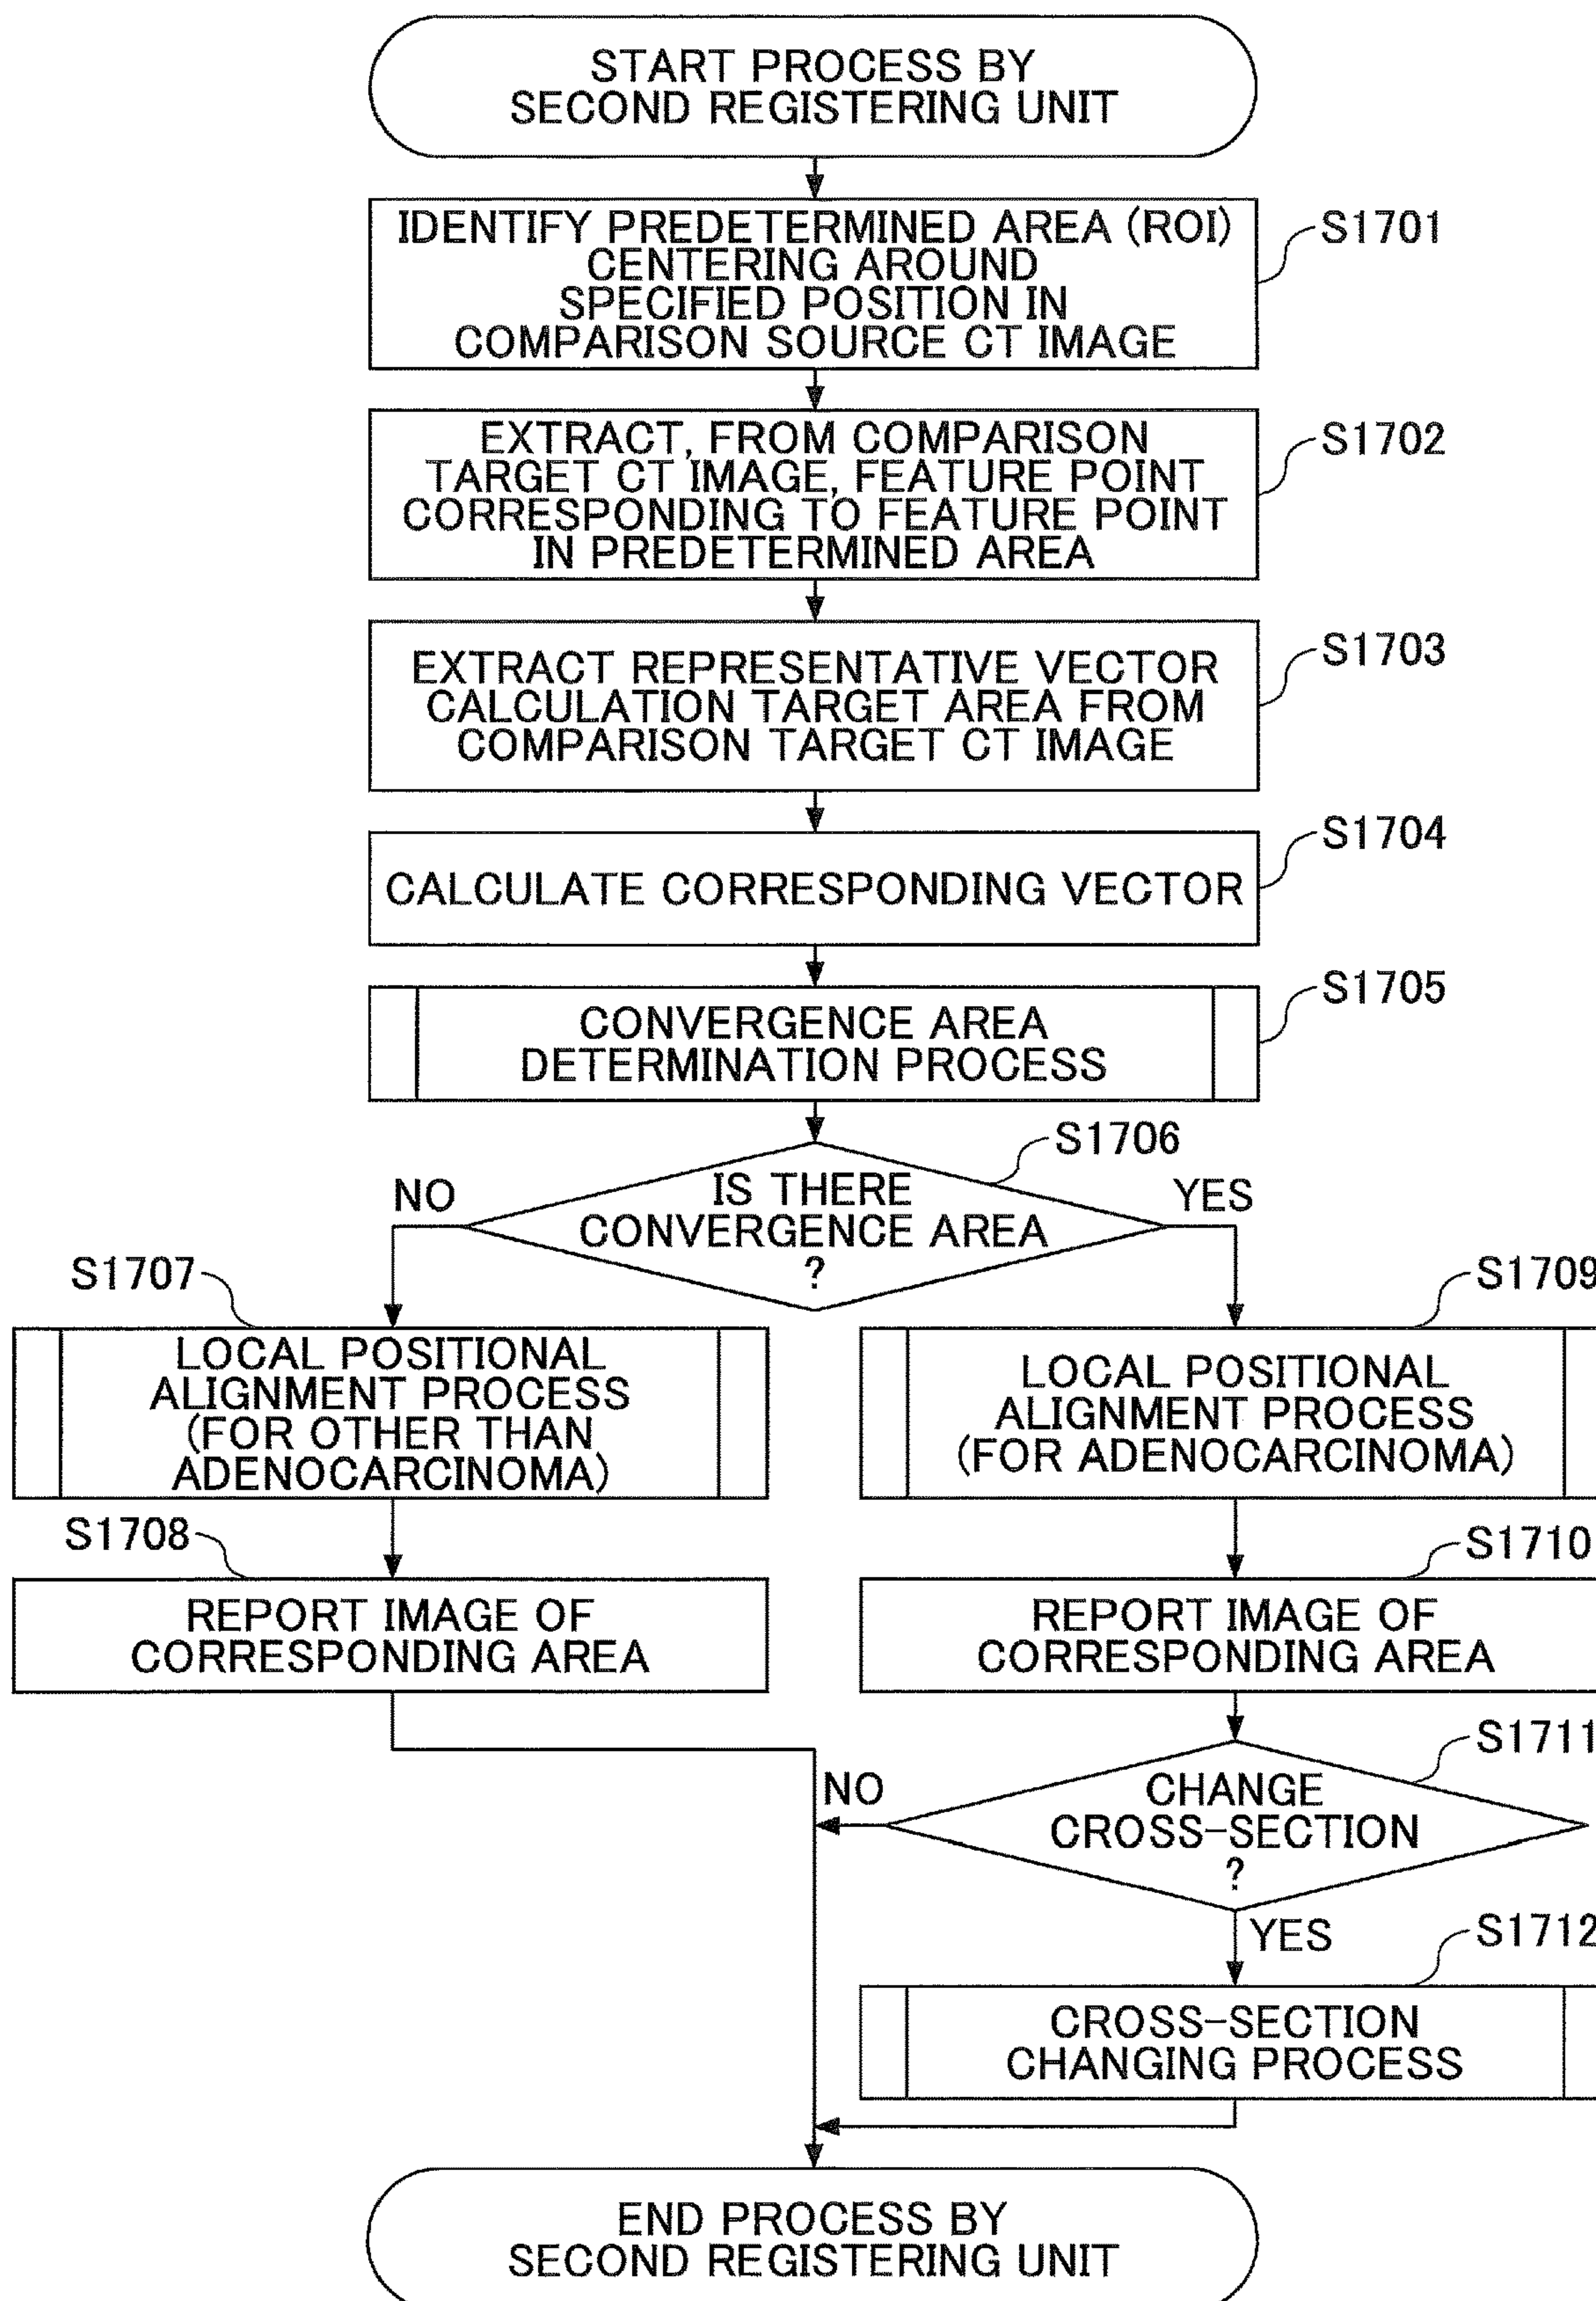 START PROCESS BY
SECOND REGISTERING UNIT
IDENTIFY PREDETERMINED AREA (ROI)
CENTERING AROUND
SPECIFIED POSITION IN
COMPARISON SOURCE CT IMAGE
S1701
EXTRACT, FROM COMPARISON
TARGET CT IMAGE, FEATURE POINT
CORRESPONDING TO FEATURE POINT
IN PREDETERMINED AREA
S1702
EXTRACT REPRESENTATIVE VECTOR
CALCULATION TARGET AREA FROM
COMPARISON TARGET CT IMAGE
S1703
CALCULATE CORRESPONDING VECTOR
S1704
CONVERGENCE AREA
DETERMINATION PROCESS
S1705
IS THERE
CONVERGENCE AREA
?
S1706
NO
YES
S1707
LOCAL POSITIONAL
ALIGNMENT PROCESS
(FOR OTHER THAN
ADENOCARCINOMA)
S1709
LOCAL POSITIONAL
ALIGNMENT PROCESS
(FOR ADENOCARCINOMA)
S1708
REPORT IMAGE OF
CORRESPONDING AREA
S1710
REPORT IMAGE OF
CORRESPONDING AREA
S1711
CHANGE
CROSS-SECTION
?
NO
YES
S1712
CROSS-SECTION
CHANGING PROCESS
END PROCESS BY
SECOND REGISTERING UNIT